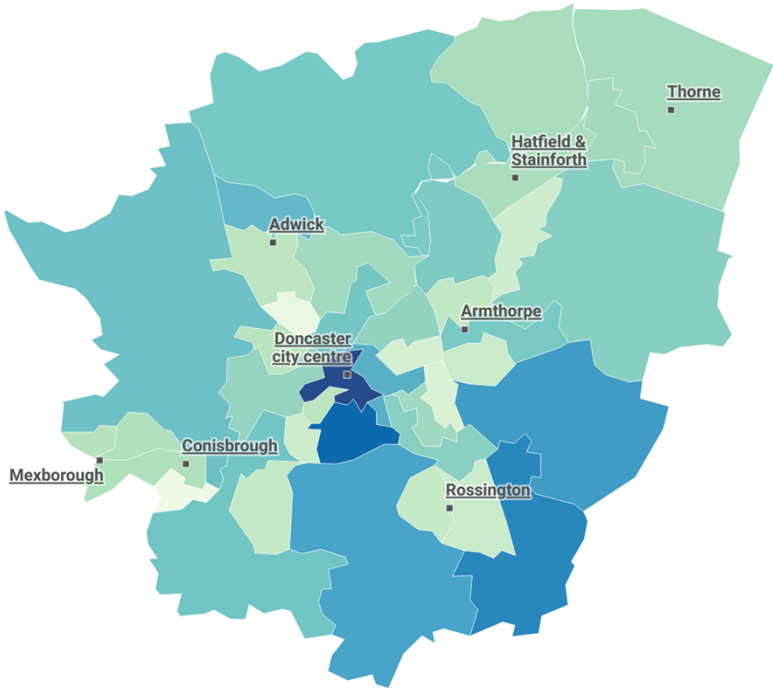 Thorne
Hatfield &
Stainforth
Adwick
Armthorpe
Doncaster
city centre
Conisbrough
Mexborough
Rossington